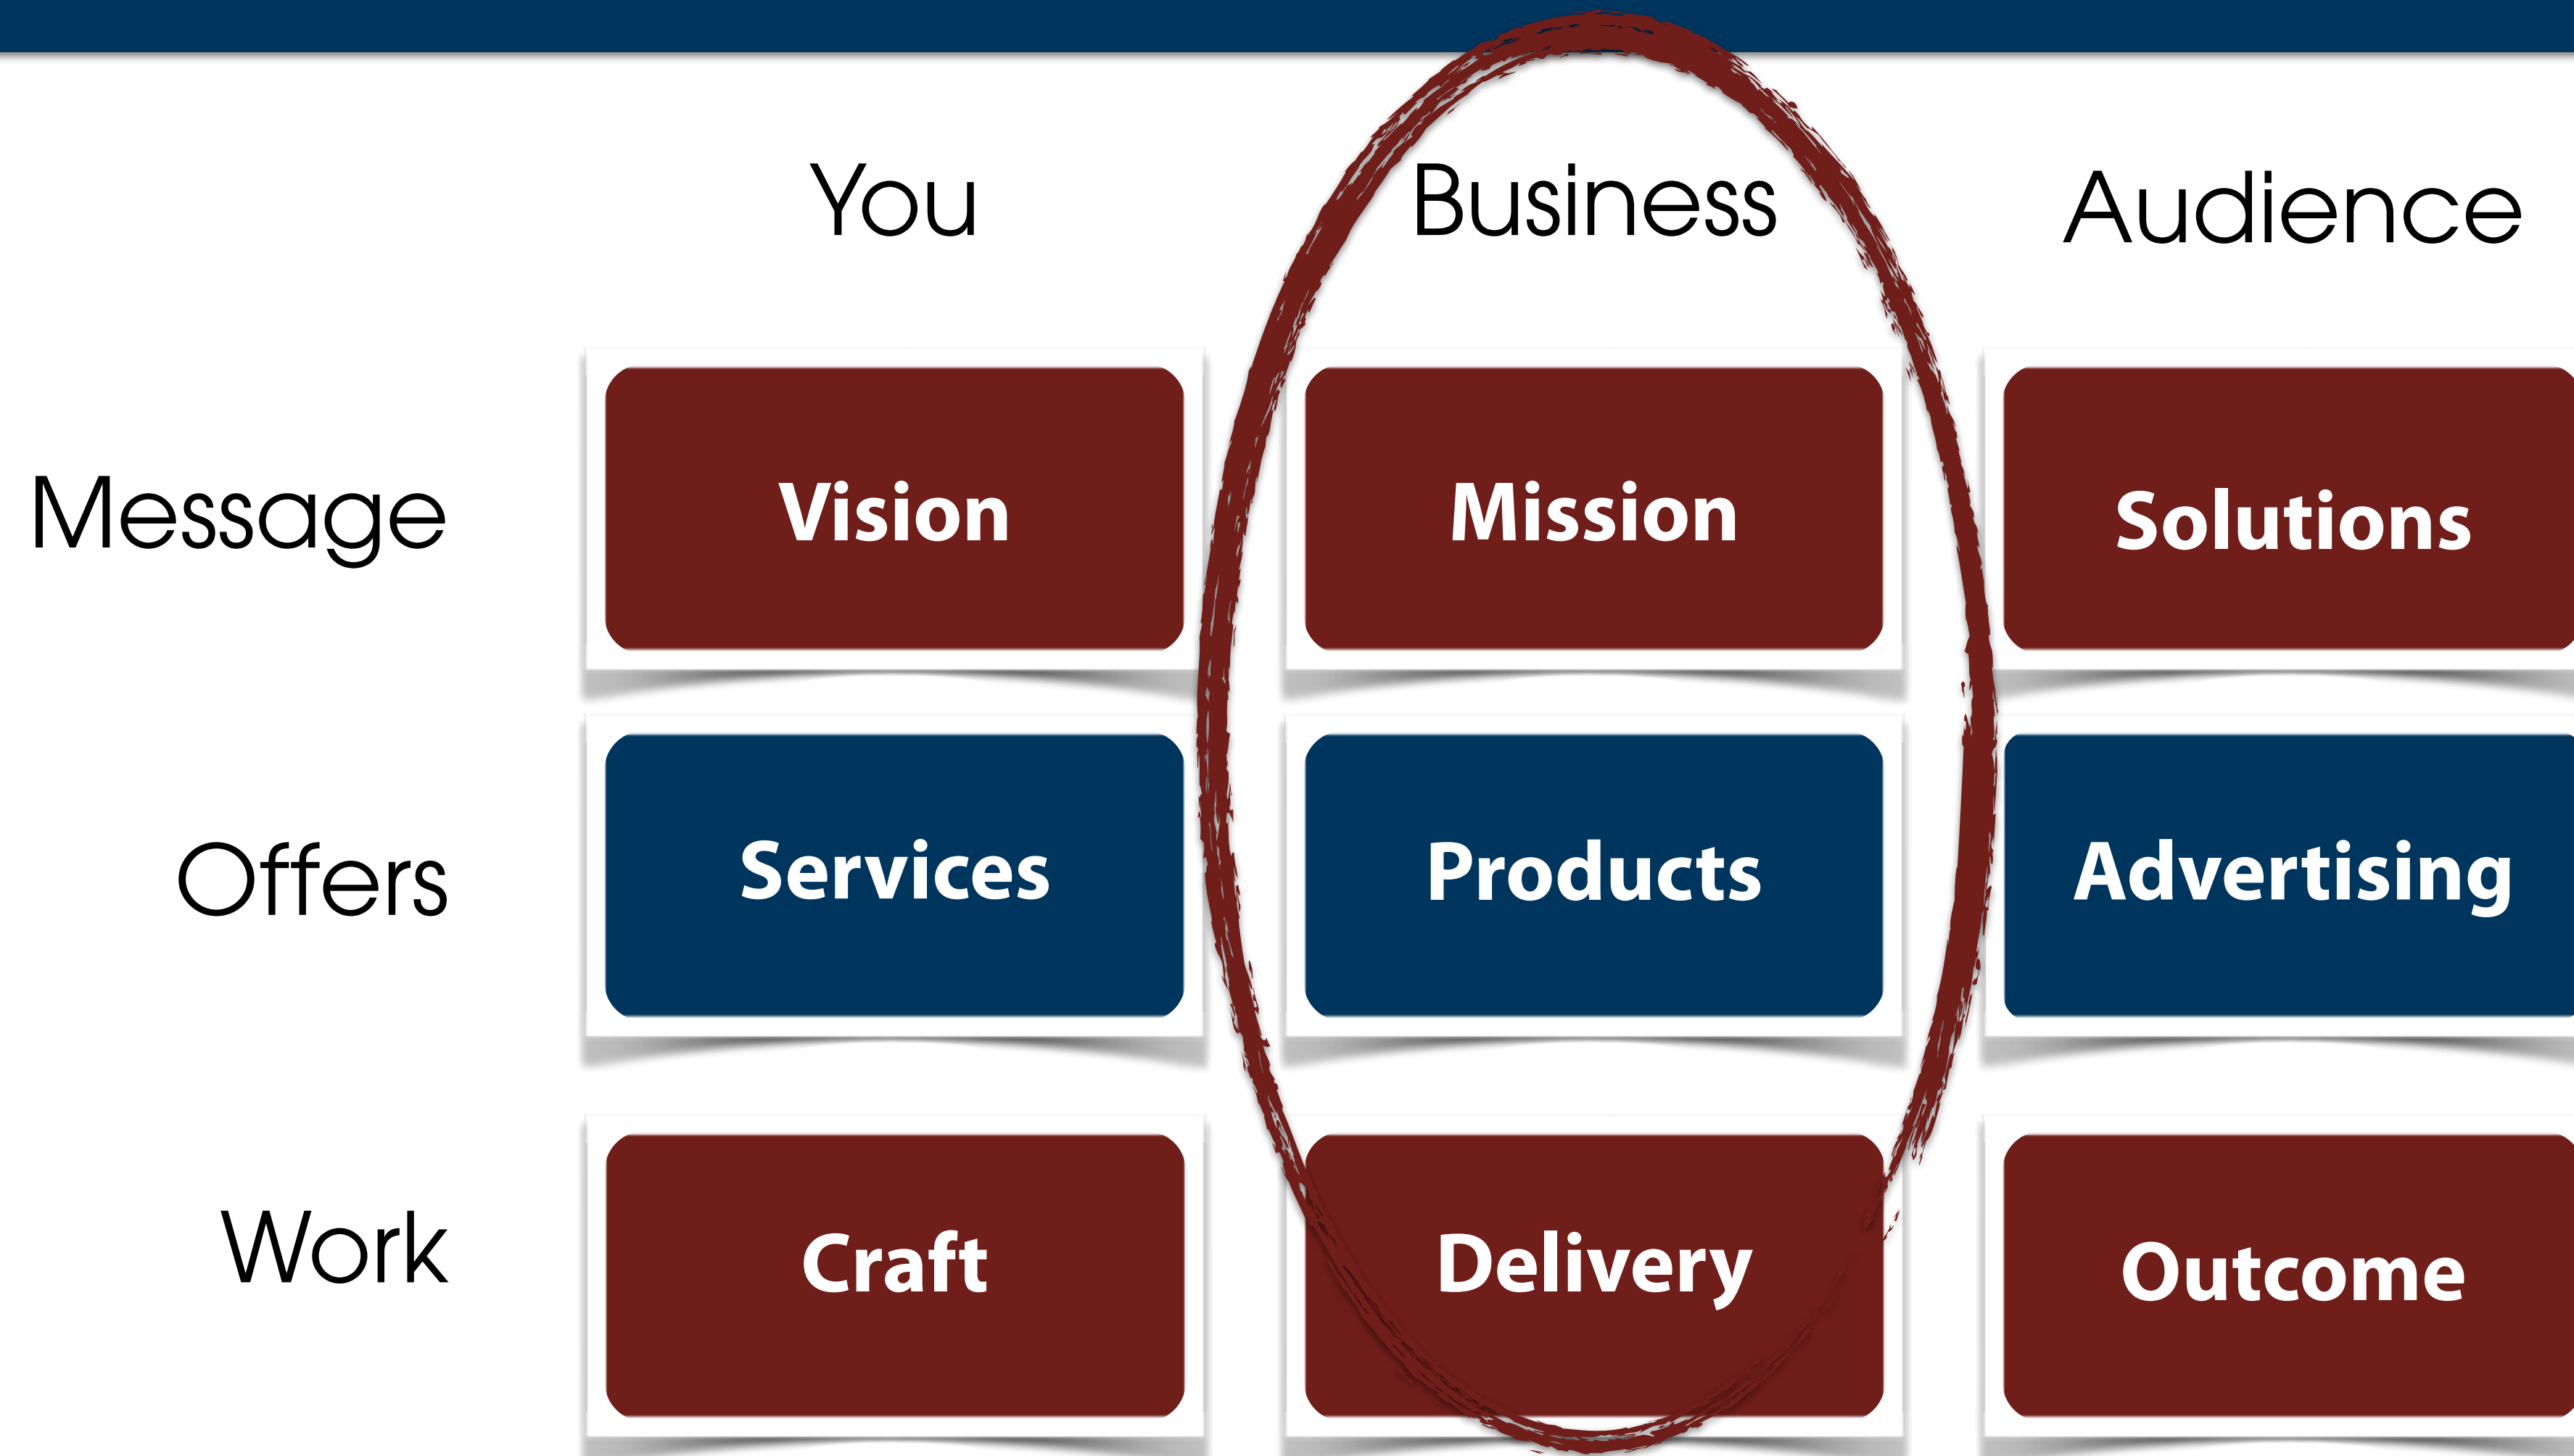 You Business Audience
Message Vision Mission Solutions
Offers Services Products Advertising
Work Craft Delivery Outcome